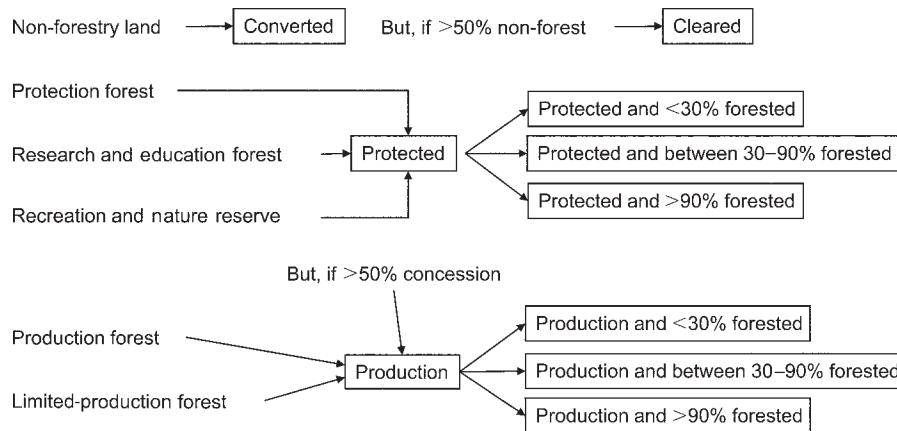 Non-forestry land Converted But, if >50% non-forest Cleared
Protection forest
Protected and <30% forested
Research and education forest Protected Protected and between 30–90% forested
Protected and >90% forested
Recreation and nature reserve
But, if >50% concession
Production and <30% forested
Production forest
Production Production and between 30–90% forested
Limited-production forest
Production and >90% forested